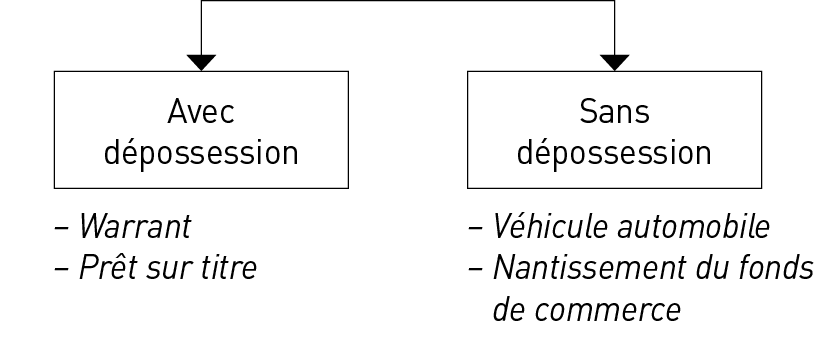 Avec
dépossession
– Warrant
– Prêt sur titre
Sans
dépossession
– Véhicule automobile
– Nantissement du fonds
de commerce